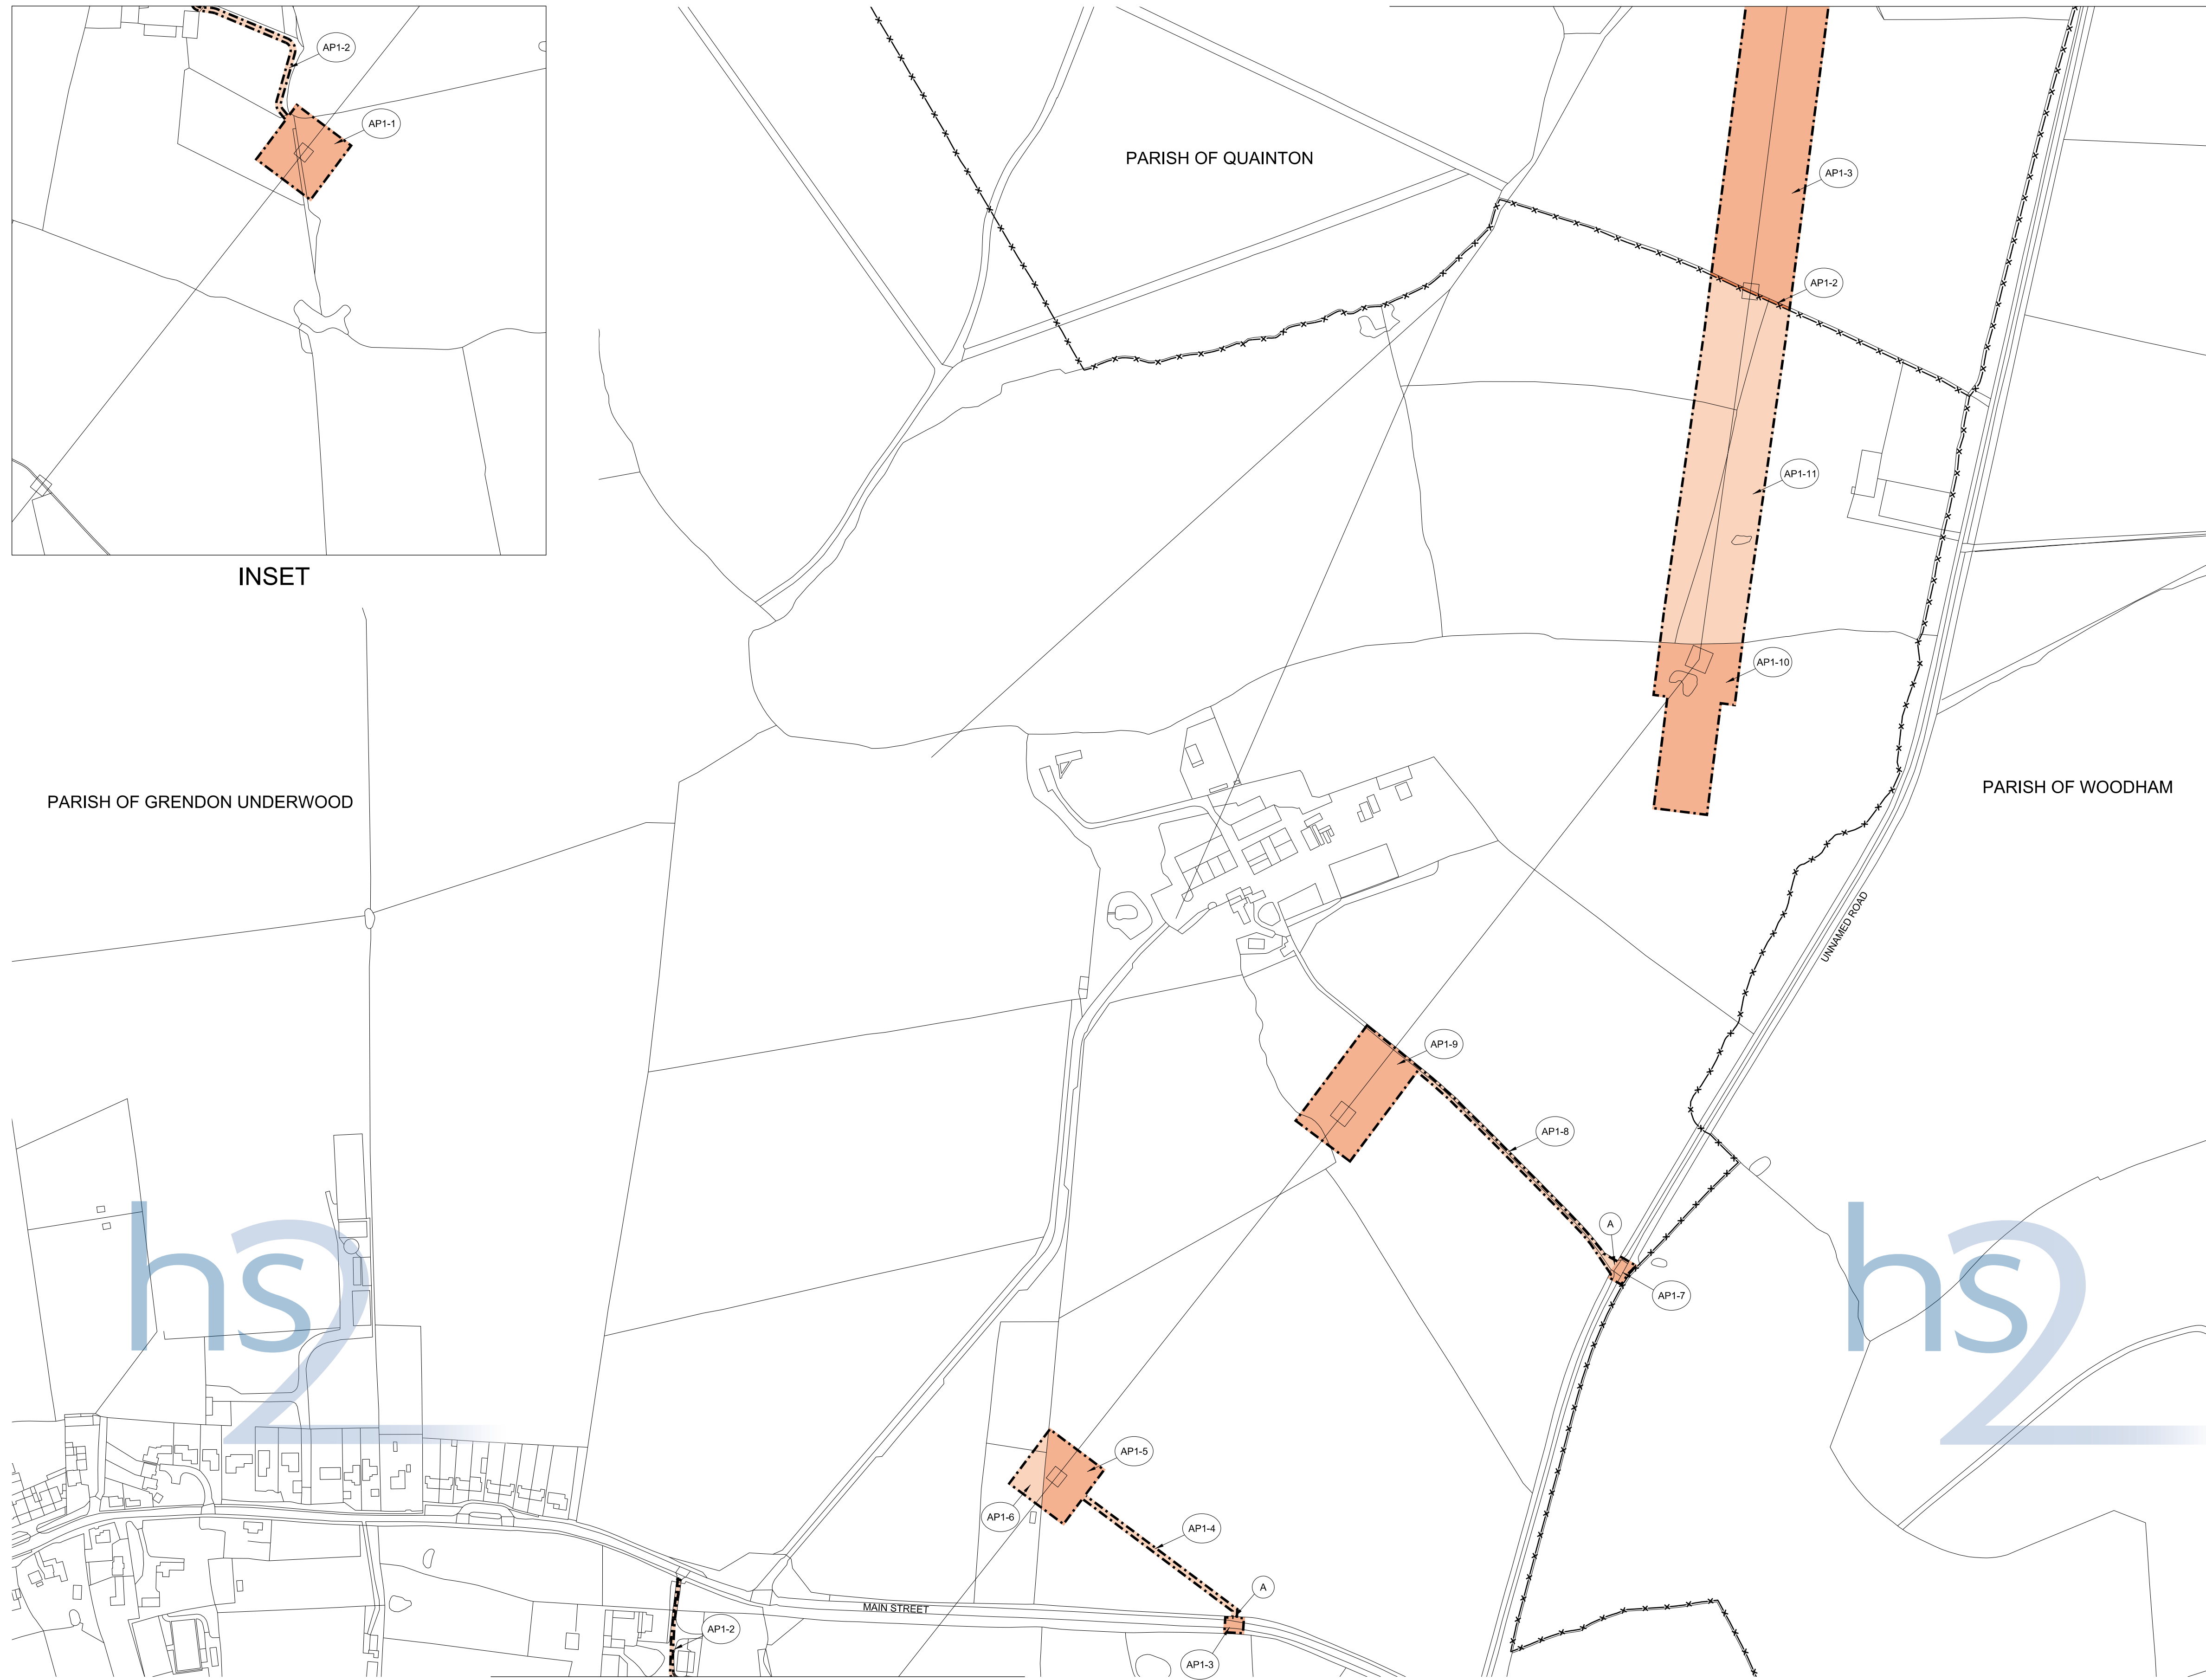 AP1-2
AP1-1
INSET
PARISH OF QUAINTON
AP1-3
AP1-2
AP1-11
AP1-10
PARISH OF GRENDON UNDERWOOD
PARISH OF WOODHAM
UNNAMED ROAD
AP1-9
AP1-8
A
AP1-7
hs2
hs2
AP1-5
AP1-6
AP1-4
A
MAIN STREET
AP1-2
AP1-3